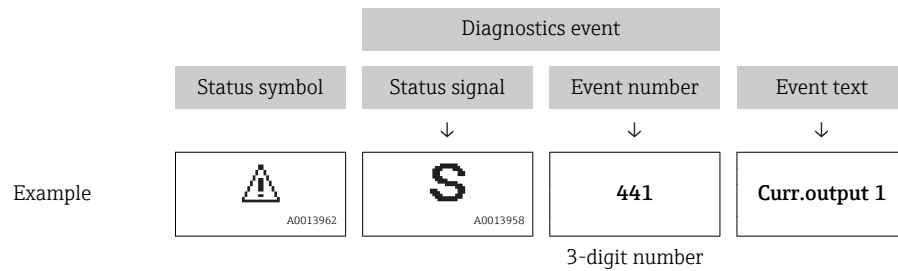 Diagnostics event
Status symbol Status signal Event number Event text
↓ ↓ ↓
Example S 441 Curr.output 1
A0013962 A0013958
3-digit number